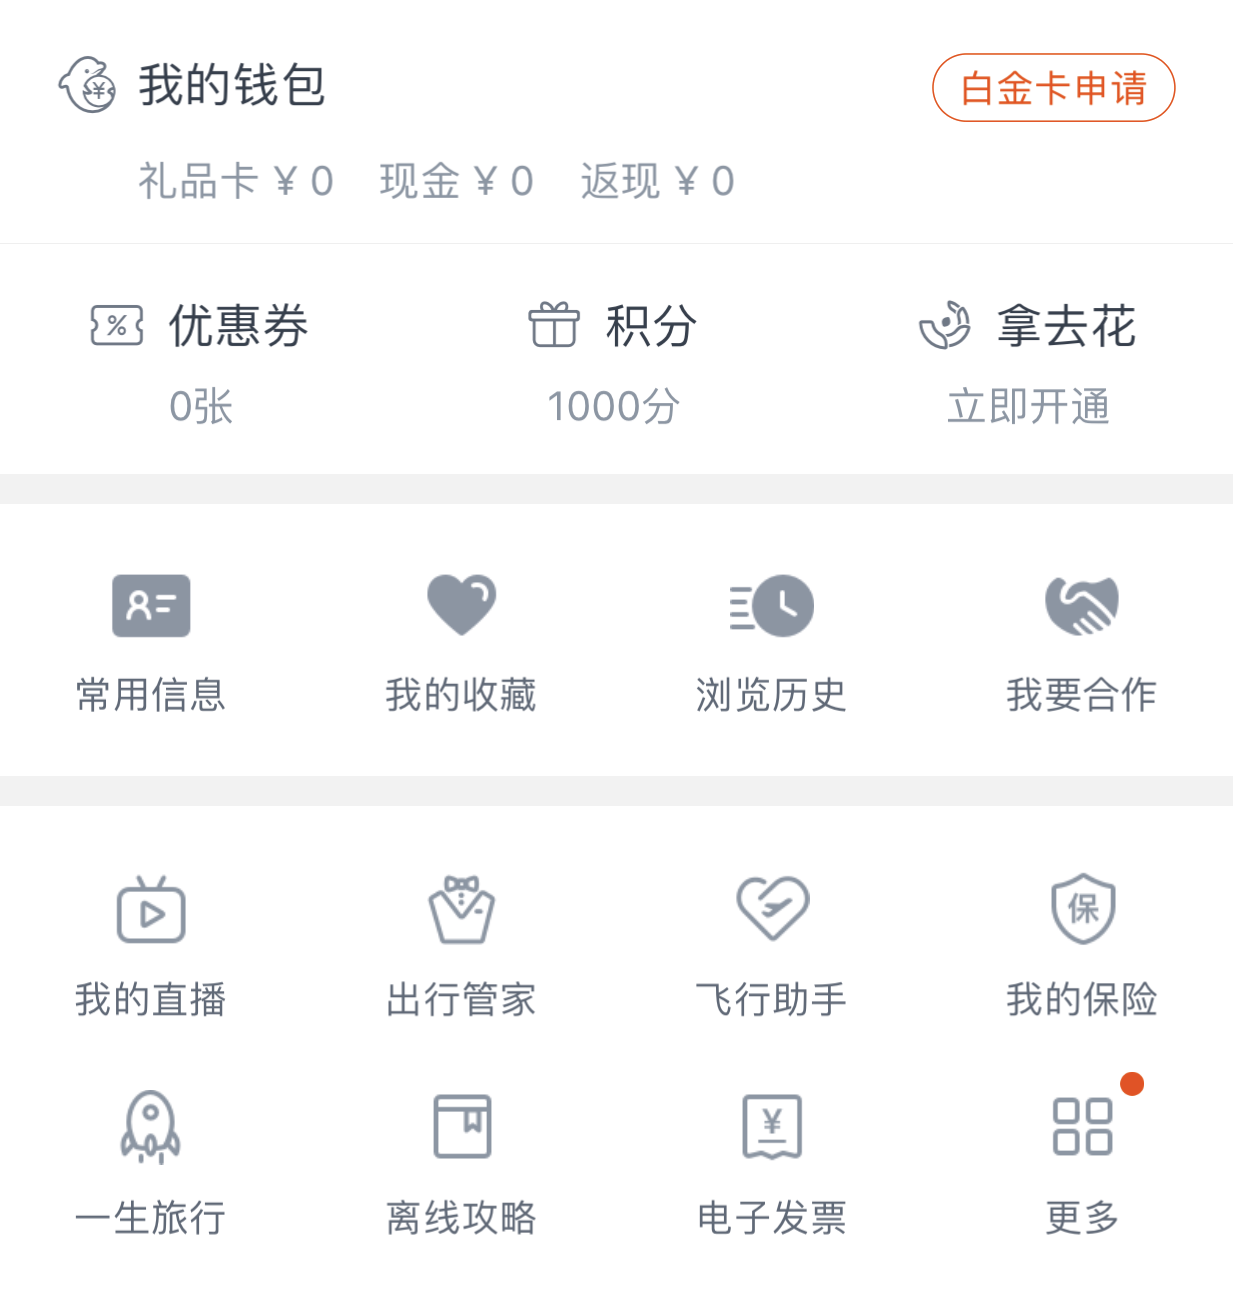 我的钱包
白金卡申请
礼品卡 ¥ 0 现金 ¥ 0 返现 ¥ 0
优惠券 积分 拿去花
0张 1000分 立即开通
常用信息 我的收藏 浏览历史 我要合作
保
我的直播 出行管家 飞行助手 我的保险
一生旅行 离线攻略 电子发票 更多